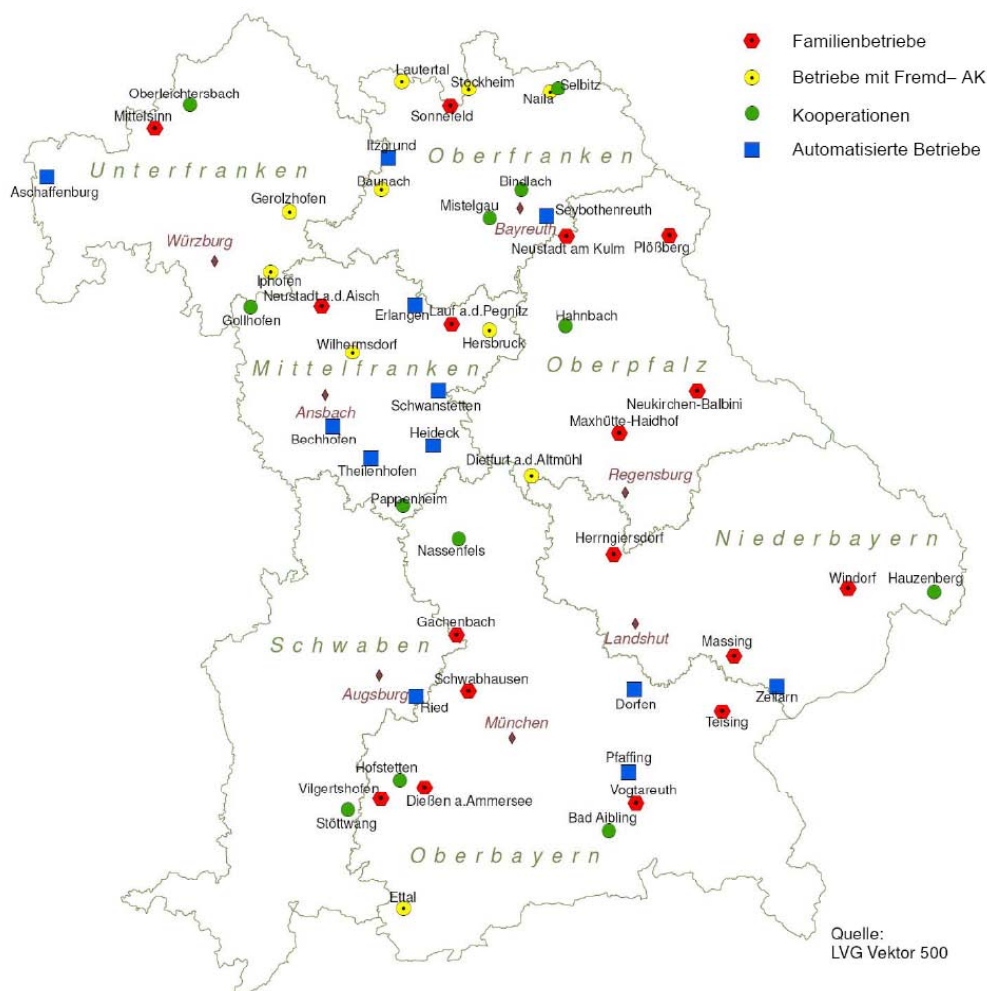 Familienbetriebe
Betriebe mit Fremd– AK
Kooperationen
Automatisierte Betriebe
Lautertal
Stockheim
Selbitz
Naila
Oberleichtersbach
Mittelsinn
Sonnefeld
Itzgrund
Oberfranken
Unterfranken
Baunach
Bindlach
Aschaffenburg
Gerolzhofen
Mistelgau
Seybothenreuth
Bayreuth
Würzburg
Neustadt am Kulm
Plößberg
Iphofen
Neustadt a.d.Aisch
Gollhofen
Erlangen
Lauf a.d.Pegnitz
Hahnbach
Hersbruck
Wilhermsdorf
Mittelfranken
Oberpfalz
Schwanstetten
Neukirchen-Balbini
Ansbach
Maxhütte-Haidhof
Bechhofen
Heideck
Theilenhofen
Dietfurt a.d.Altmühl
Regensburg
Pappenheim
Herrngiersdorf
Niederbayern
Nassenfels
Windorf
Hauzenberg
Gachenbach
Landshut
Massing
Schwaben
Schwabhausen
Augsburg
Ried
Dorfen
Zeilarn
Teising
München
Pfaffing
Hofstetten
Vilgertshofen
Dießen a.Ammersee
Vogtareuth
Stöttwang
Bad Aibling
Oberbayern
Ettal
Quelle:
LVG Vektor 500